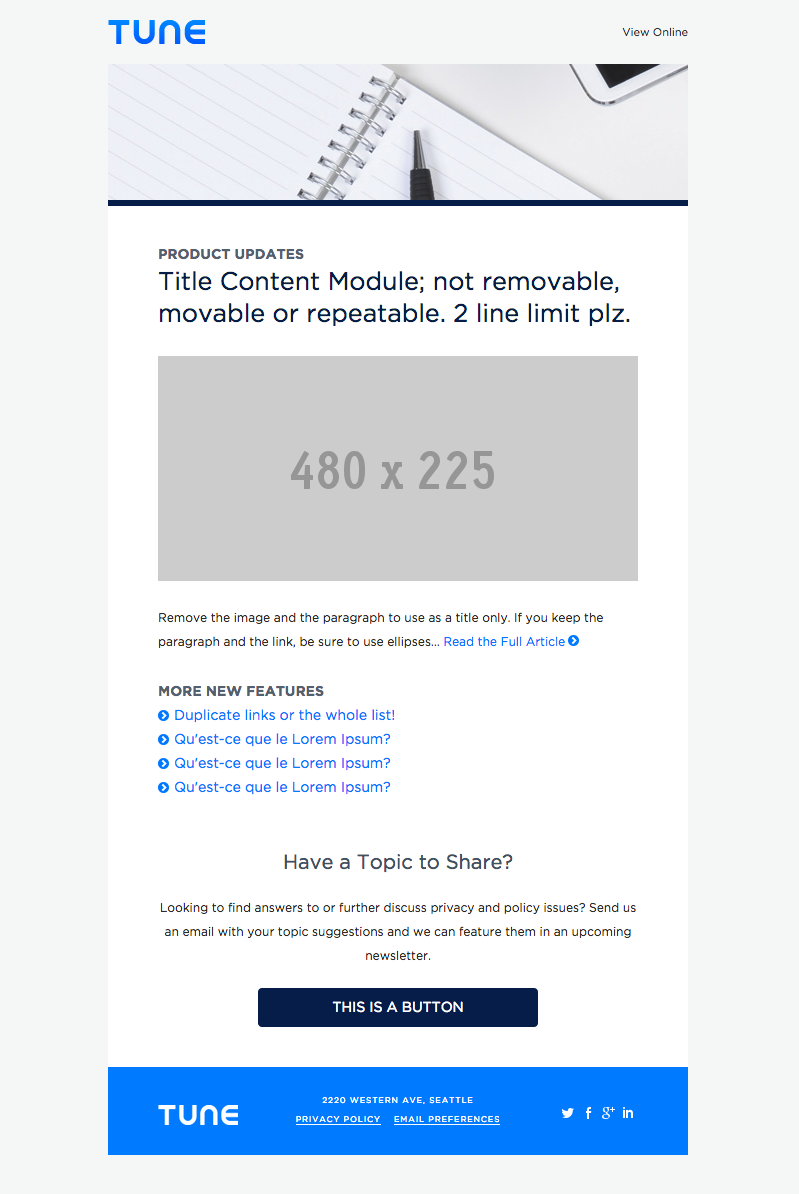 TUNE
View Online
PRODUCT UPDATES
Title Content Module; not removable,
movable or repeatable. 2 line limit plz.
480 x 225
Remove the image and the paragraph to use as a title only. If you keep the
paragraph and the link, be sure to use ellipses... Read the Full Article
MORE NEW FEATURES
Duplicate links or the whole list!
Qu'est-ce que le Lorem Ipsum?
Qu'est-ce que le Lorem Ipsum?
Qu'est-ce que le Lorem Ipsum?
Have a Topic to Share?
Looking to find answers to or further discuss privacy and policy issues? Send us
an email with your topic suggestions and we can feature them in an upcoming
newsletter.
THIS IS A BUTTON
TUNE
2220 WESTERN AVE, SEATTLE
PRIVACY POLICY EMAIL PREFERENCES